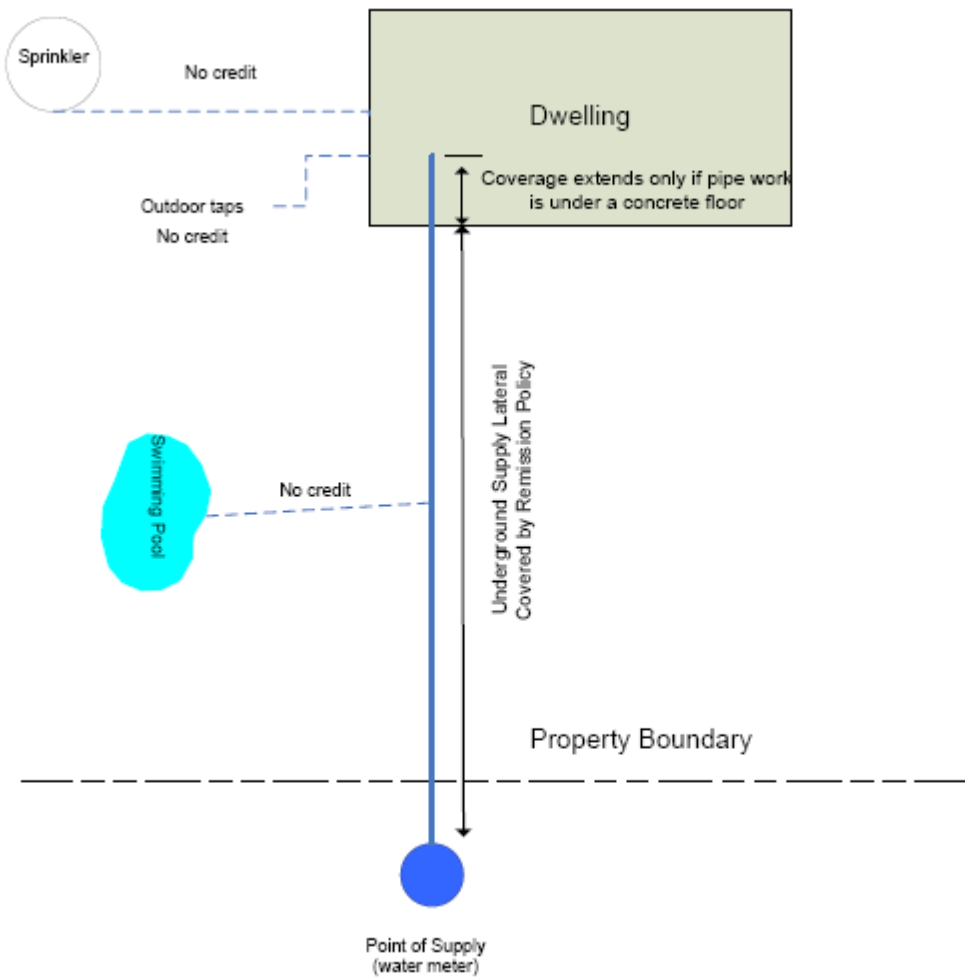 Sprinkler
No credit
Dwelling
Coverage extends only if pipe work
is under a concrete floor
Outdoor taps
No credit
Underground Supply Lateral
Covered by Remission Policy
Swimming Pool
No credit
Property Boundary
Point of Supply
(water meter)